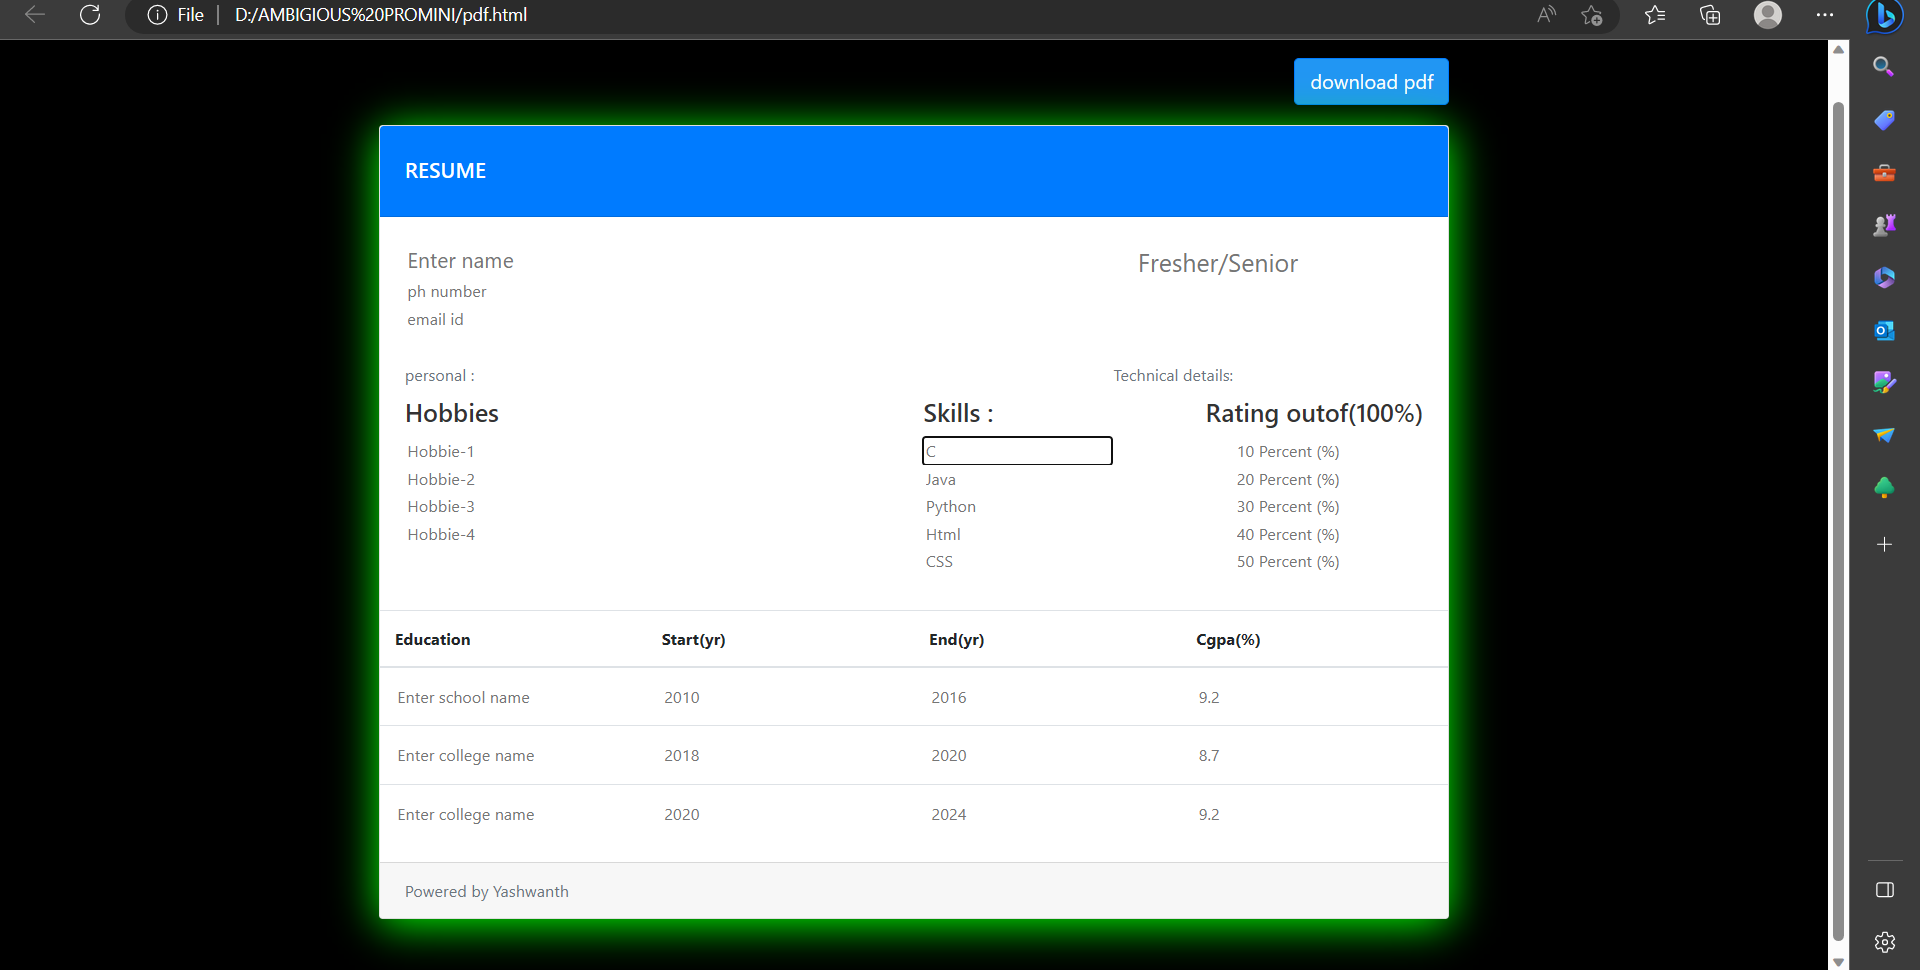 File | D:/AMBIGIOUS%20PROMINI/pdf.html
download pdf
RESUME
Enter name
Fresher/Senior
ph number
email id
personal :
Technical details:
Hobbies
Skills :
Rating outof(100%)
Hobbie-1
C
10 Percent (%)
Hobbie-2
Java
20 Percent (%)
Hobbie-3
Python
30 Percent (%)
Hobbie-4
Html
40 Percent (%)
CSS
50 Percent (%)
Education Start(yr) End(yr) Cgpa(%)
Enter school name 2010 2016 9.2
Enter college name 2018 2020 8.7
Enter college name 2020 2024 9.2
Powered by Yashwanth